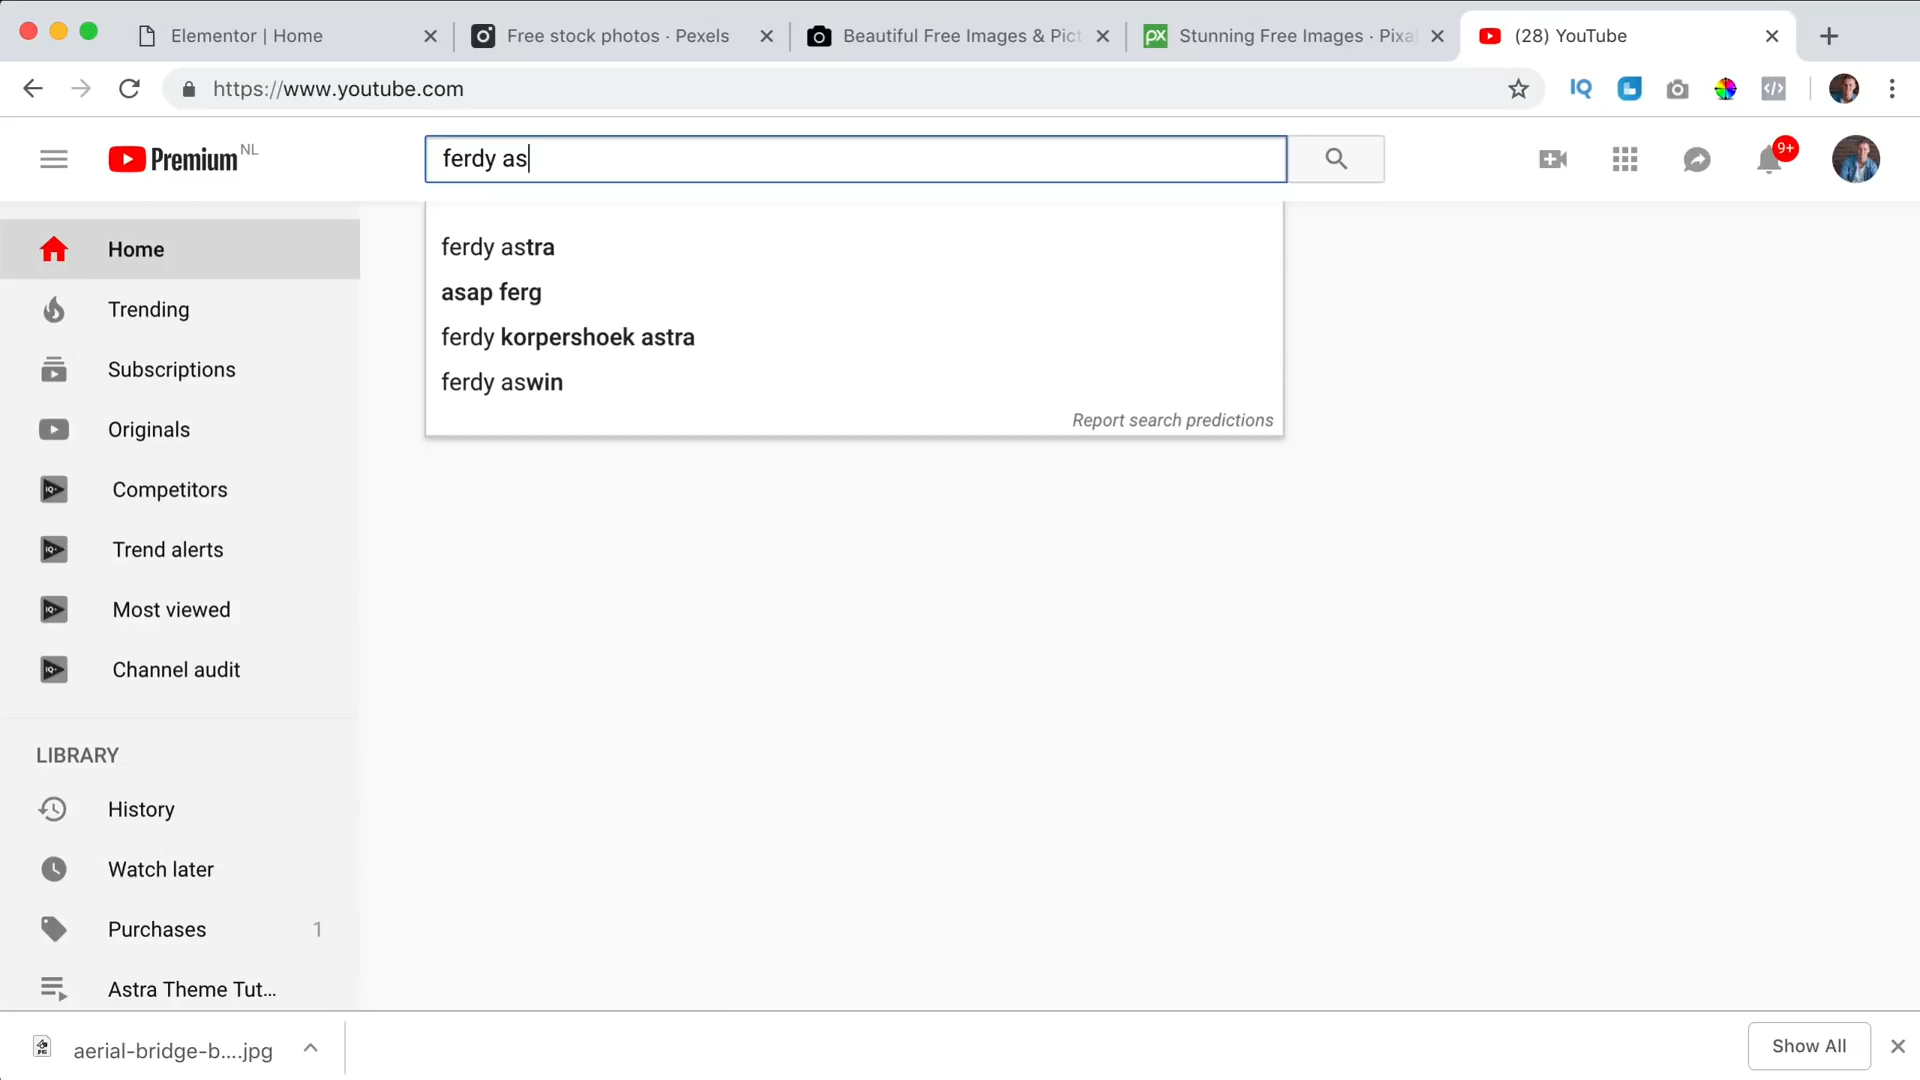 Elementor | Home
Free stock photos · Pexels
Beautiful Free Images & Pict
Stunning Free Images · Pixa
(28) YouTube
https://www.youtube.com
IQ
Premium NL
ferdy as
9+
ferdy astra
asap ferg
ferdy korpershoek astra
ferdy aswin
Report search predictions
Home
Trending
Subscriptions
Originals
Competitors
Trend alerts
Most viewed
Channel audit
LIBRARY
History
Watch later
Purchases 1
Astra Theme Tut...
aerial-bridge-b....jpg
Show All